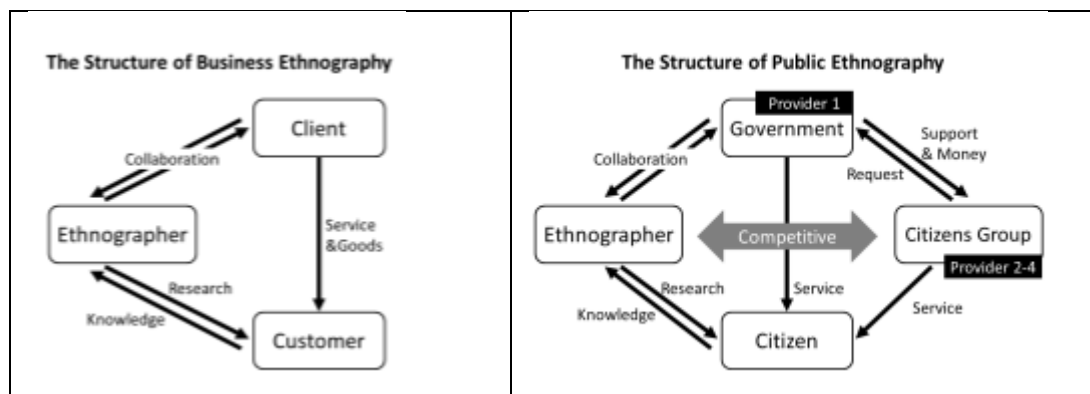 The Structure of Business Ethnography
Client
Collaboration
Ethnographer
Service
&Goods
Research
Knowledge
Customer
The Structure of Public Ethnography
Provider 1
Government
Collaboration
Support
& Money
Request
Ethnographer
Competitive
Citizens Group
Provider 2-4
Research
Service
Knowledge
Service
Citizen